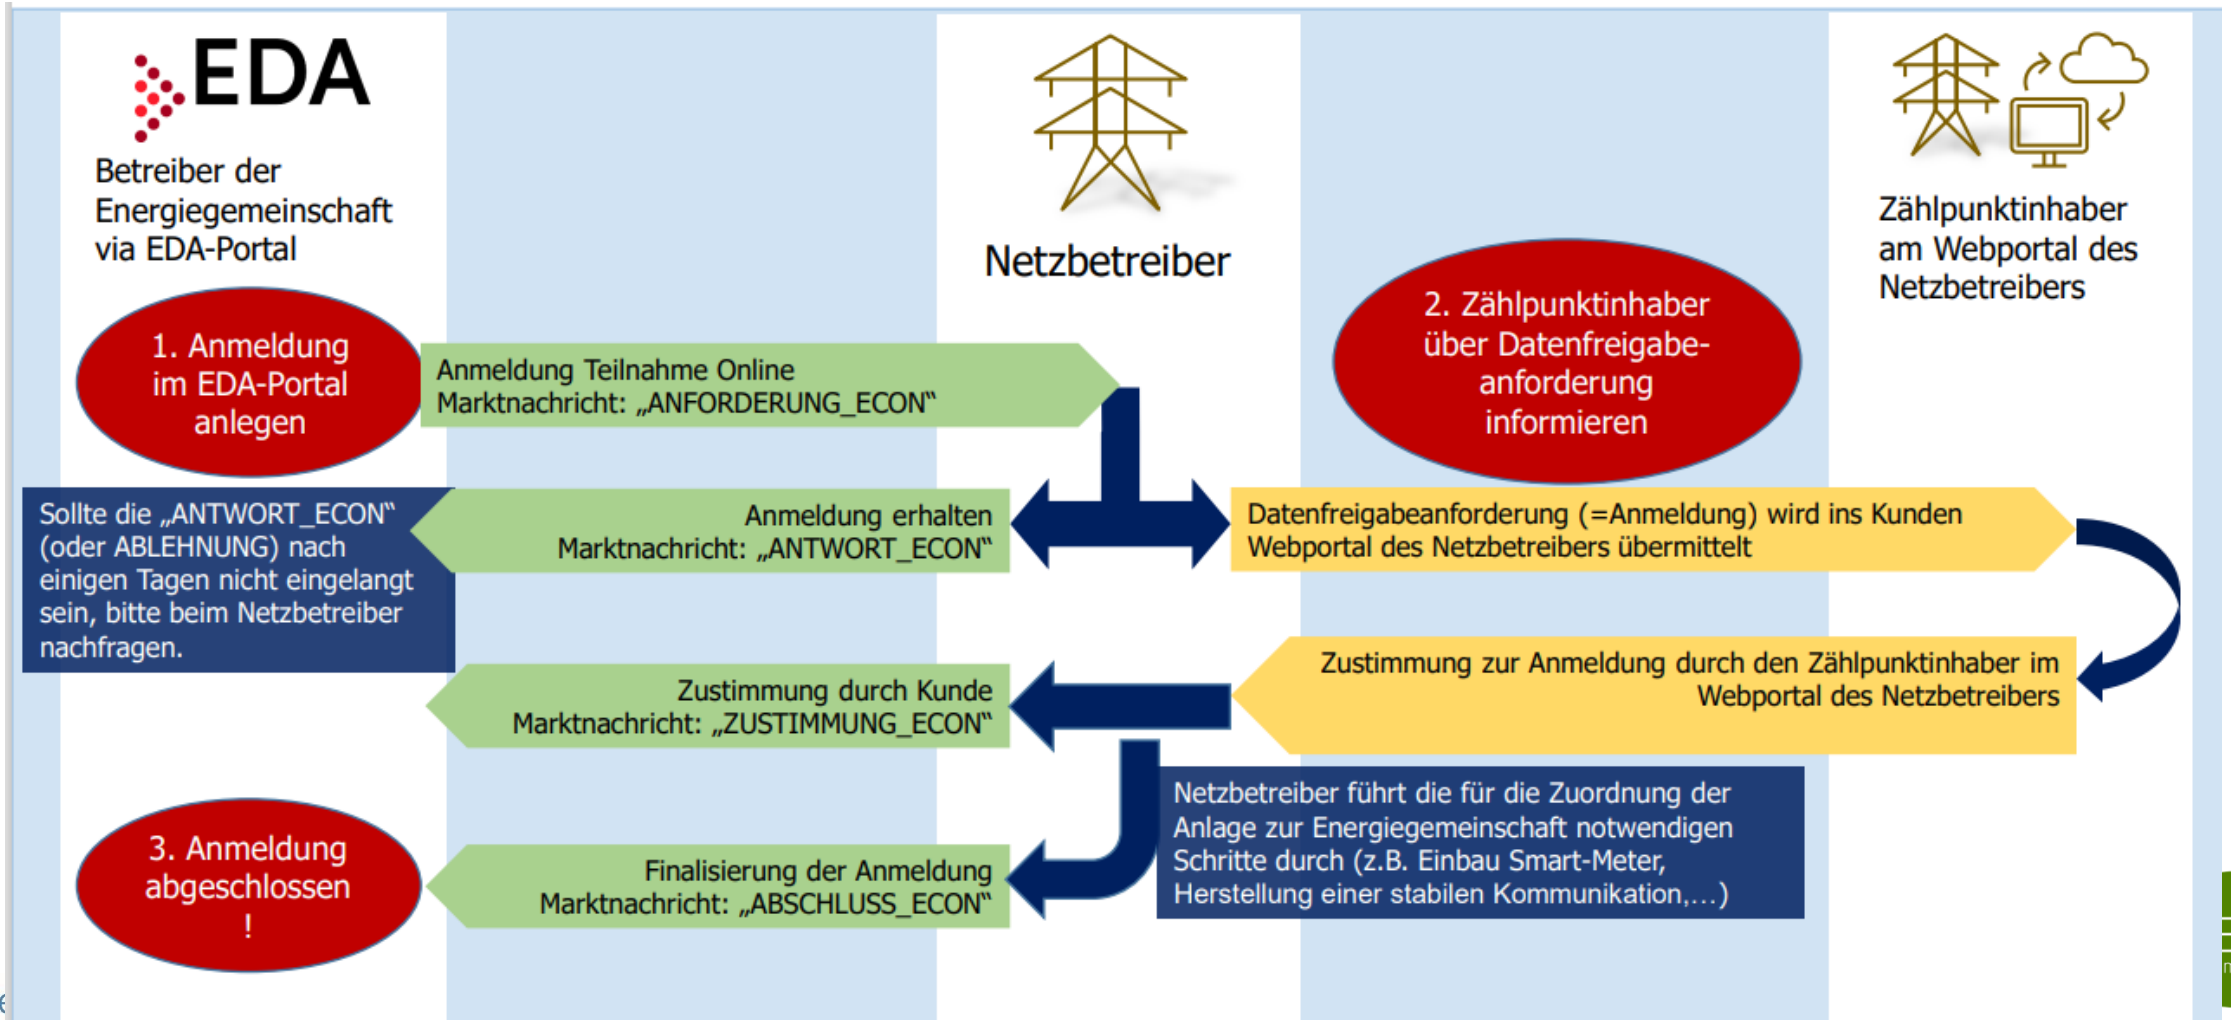 EDA
Betreiber der
Energiegemeinschaft
via EDA-Portal
Netzbetreiber
Zählpunktinhaber
am Webportal des
Netzbetreibers
1. Anmeldung
im EDA-Portal
anlegen
Anmeldung Teilnahme Online
Marktnachricht: „ANFORDERUNG_ECON“
2. Zählpunktinhaber
über Datenfreigabe-
anforderung
informieren
Sollte die „ANTWORT_ECON“
(oder ABLEHNUNG) nach
einigen Tagen nicht eingelangt
sein, bitte beim Netzbetreiber
nachfragen.
Anmeldung erhalten
Marktnachricht: „ANTWORT_ECON“
Datenfreigabeanforderung (=Anmeldung) wird ins Kunden
Webportal des Netzbetreibers übermittelt
Zustimmung zur Anmeldung durch den Zählpunktinhaber im
Webportal des Netzbetreibers
Zustimmung durch Kunde
Marktnachricht: „ZUSTIMMUNG_ECON“
Netzbetreiber führt die für die Zuordnung der
Anlage zur Energiegemeinschaft notwendigen
Schritte durch (z.B. Einbau Smart-Meter,
Herstellung einer stabilen Kommunikation,…)
3. Anmeldung
abgeschlossen
!
Finalisierung der Anmeldung
Marktnachricht: „ABSCHLUSS_ECON“